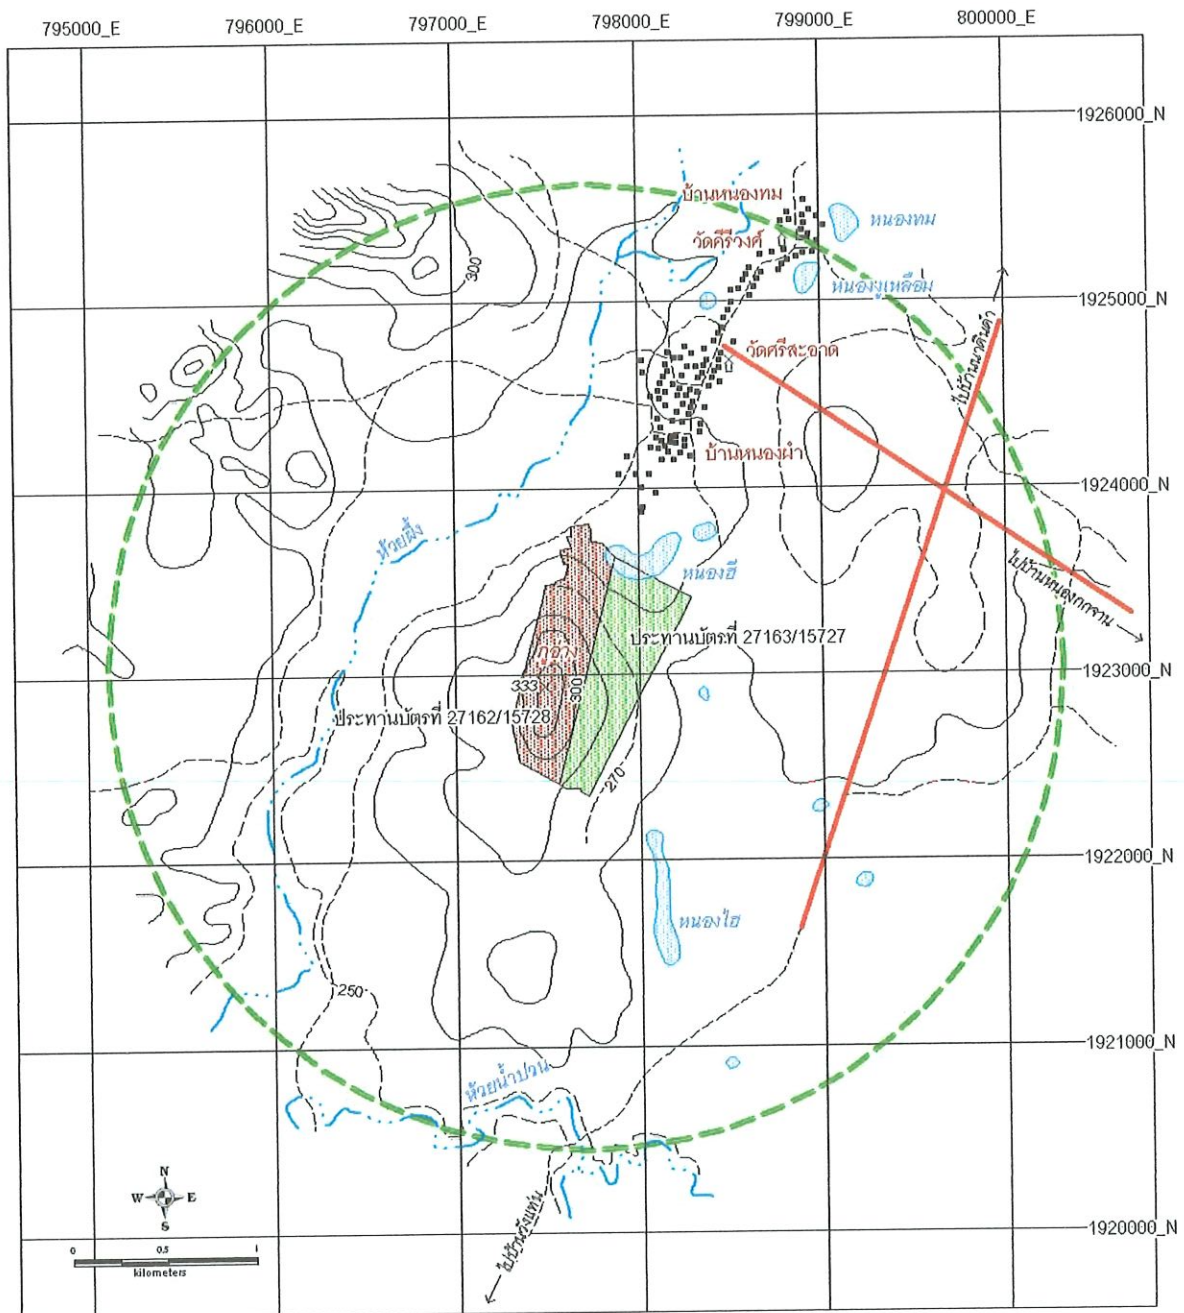 795000_E 796000_E 797000_E 798000_E 799000_E 800000_E
1926000_N
บ้านหนองทม
หนองทม
วัดคีรีวงศ์
300
หนองงูเหลือม
1925000_N
ไปบ้านนาดินดำ
วัดศรีสะอาด
บ้านหนองผำ
1924000_N
ห้วยผึ้ง
หนองฮี
ไปบ้านหนองกกจาน
ประทานบัตรที่ 27163/15727
ภูอ่าง
333
300
1923000_N
ประทานบัตรที่ 27162/15728
270
1922000_N
หนองไฮ
250
1921000_N
ห้วยน้ำปวน
N
W E
S
1920000_N
ไปบ้านวังแท่น
0 0.5 1
kilometers